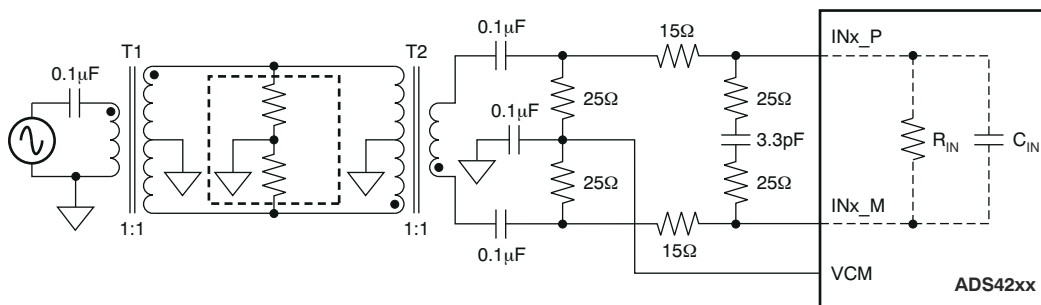 0.1μF
T1
1:1
T2
1:1
0.1μF
0.1μF
0.1μF
25Ω
25Ω
15Ω
15Ω
25Ω
3.3pF
25Ω
INx_P
R_IN
C_IN
INx_M
VCM
ADS42xx